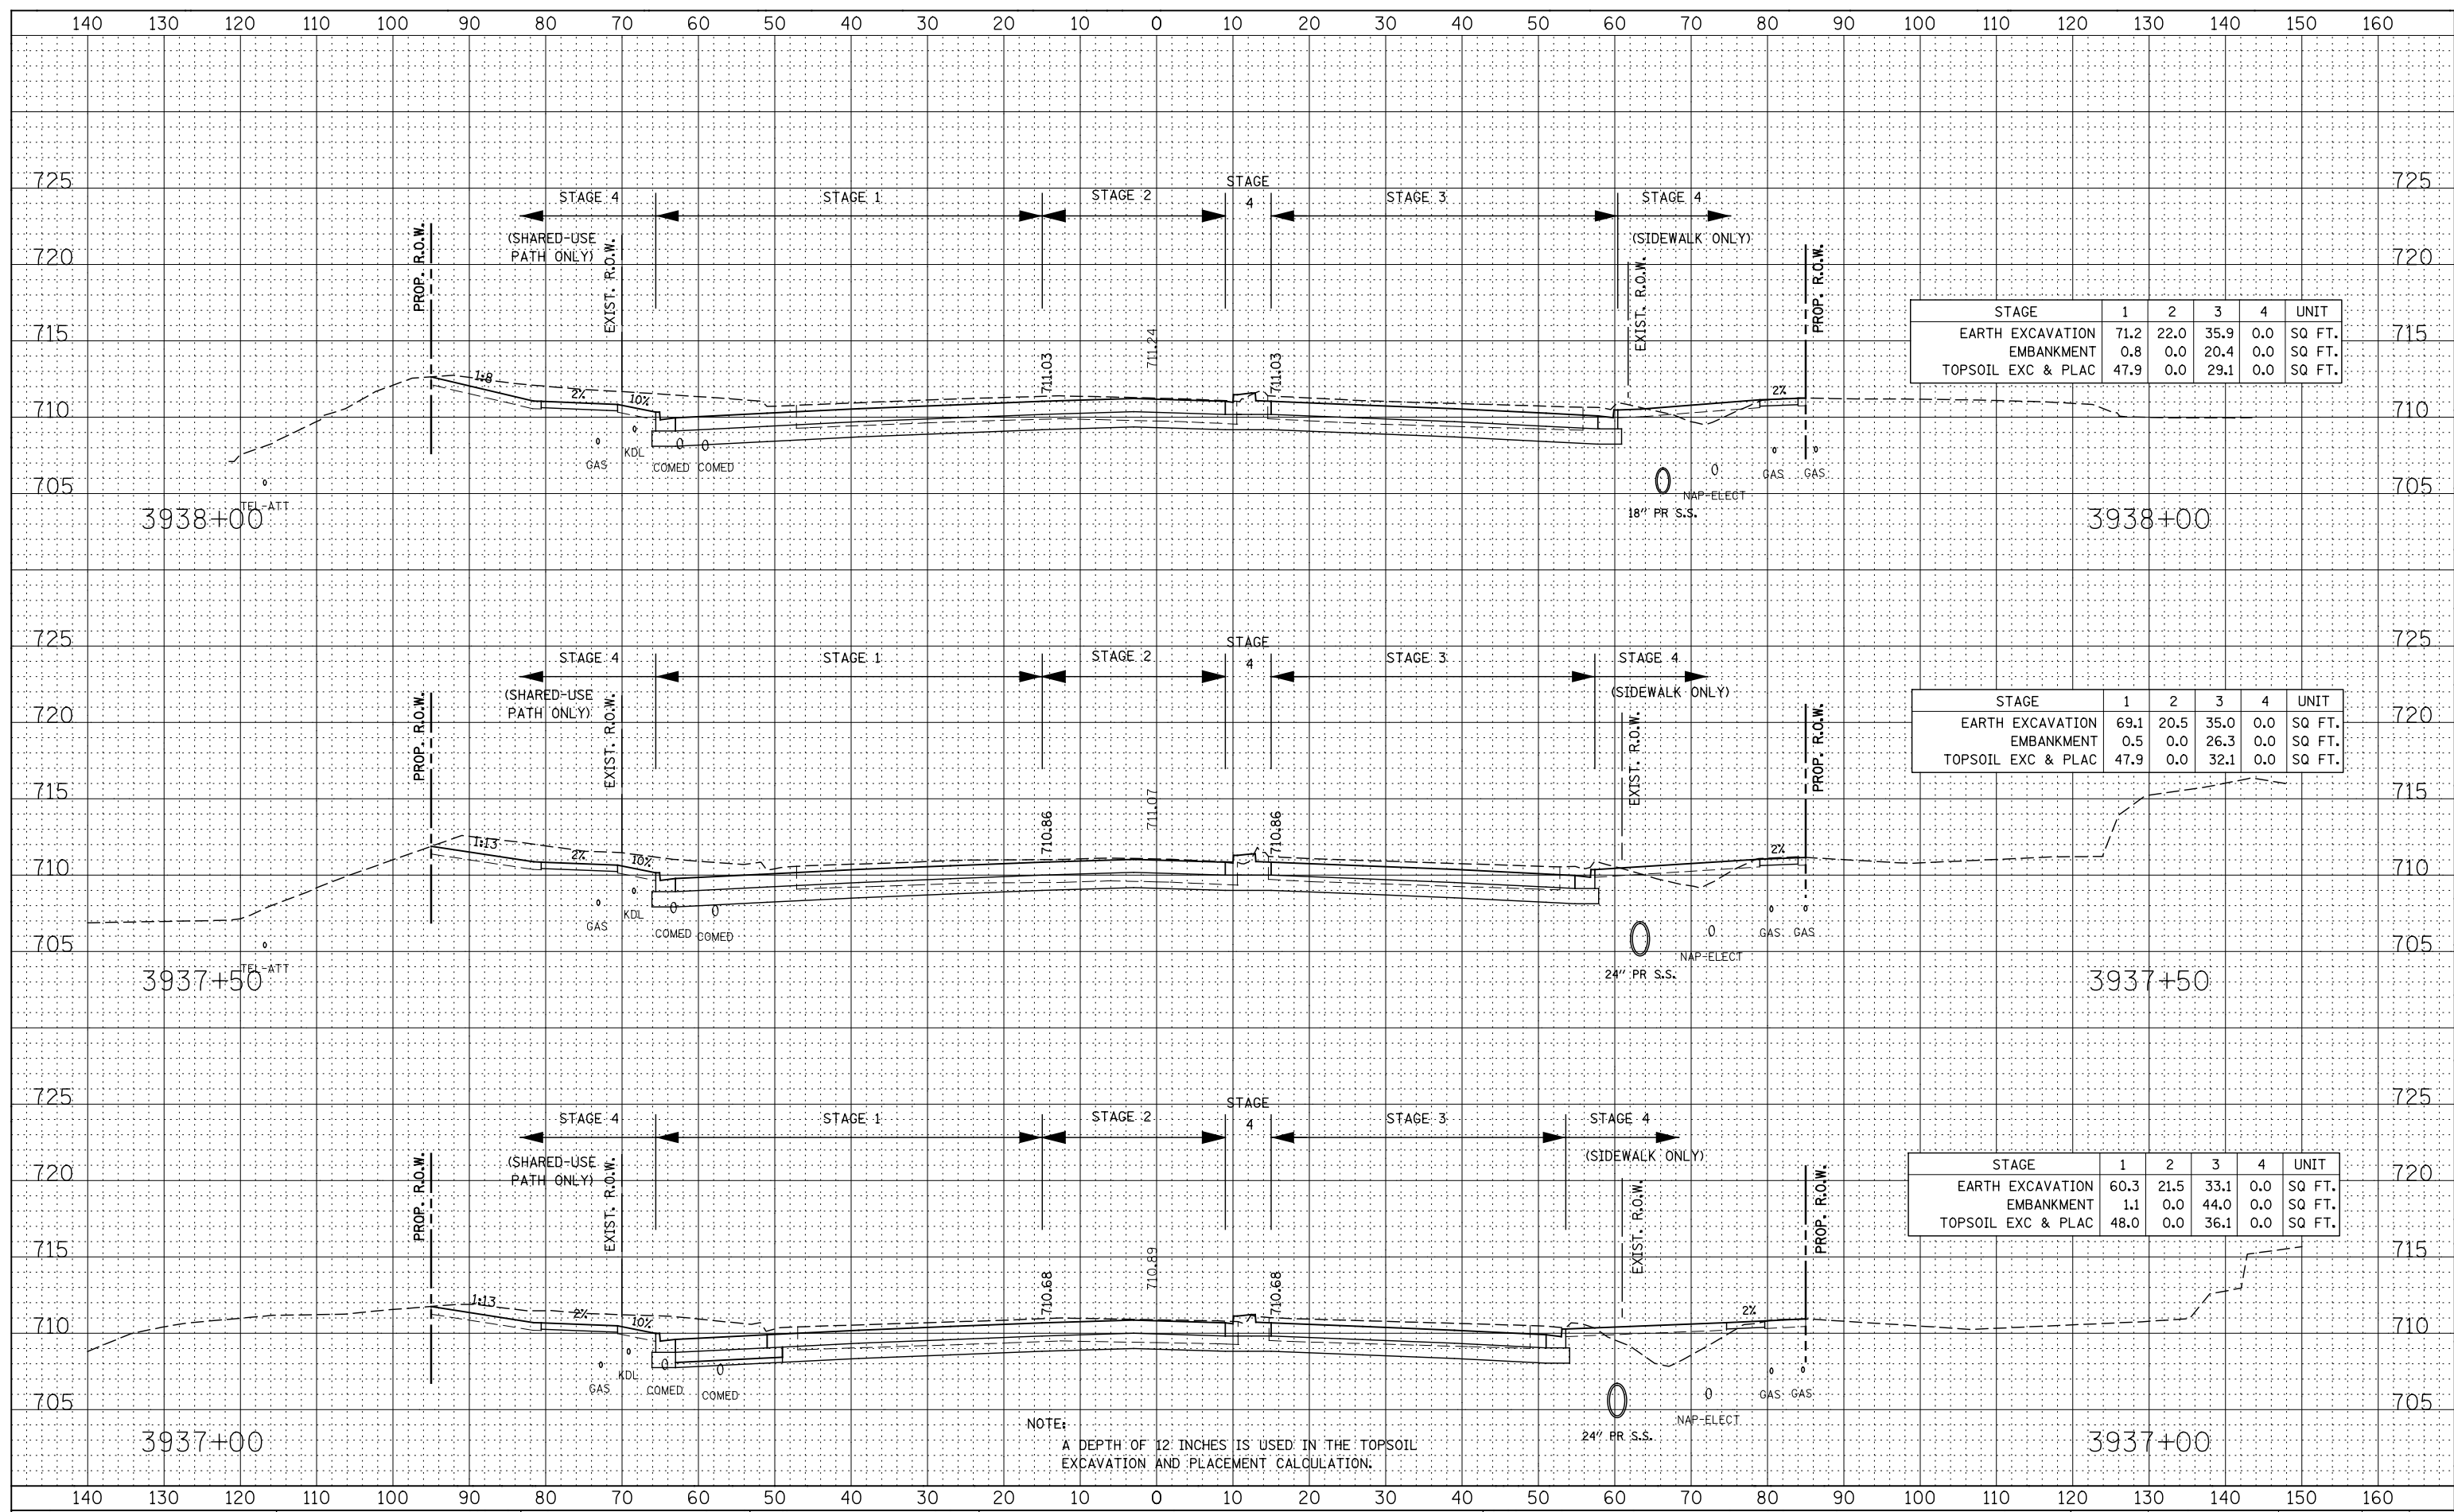 140 130 120 110 100 90 80 70 60 50 40 30 20 10 0 10 20 30 40 50 60 70 80 90 100 110 120 130 140 150 160
725 725
STAGE 4 STAGE 1 STAGE 2 STAGE 4 STAGE 3 STAGE 4
(SHARED-USE
PATH ONLY)
(SIDEWALK ONLY)
PROP. R.O.W.
EXIST. R.O.W.
EXIST. R.O.W.
PROP. R.O.W.
720 720
STAGE 1 2 3 4 UNIT
EARTH EXCAVATION 71.2 22.0 35.9 0.0 SQ FT.
EMBANKMENT 0.8 0.0 20.4 0.0 SQ FT.
TOPSOIL EXC & PLAC 47.9 0.0 29.1 0.0 SQ FT.
715 715
711.03
711.24
711.03
1:8
2%
10%
2%
710 710
GAS
KDL
COMED COMED
GAS GAS
705 705
TEL-ATT
NAP-ELECT
18" PR S.S.
3938+00 3938+00
725 725
STAGE 4 STAGE 1 STAGE 2 STAGE 4 STAGE 3 STAGE 4
(SHARED-USE
PATH ONLY)
(SIDEWALK ONLY)
PROP. R.O.W.
EXIST. R.O.W.
EXIST. R.O.W.
PROP. R.O.W.
720 720
STAGE 1 2 3 4 UNIT
EARTH EXCAVATION 69.1 20.5 35.0 0.0 SQ FT.
EMBANKMENT 0.5 0.0 26.3 0.0 SQ FT.
TOPSOIL EXC & PLAC 47.9 0.0 32.1 0.0 SQ FT.
715 715
710.86
711.07
710.86
1:13
2%
10%
2%
710 710
GAS
KDL
COMED COMED
GAS GAS
705 705
TEL-ATT
NAP-ELECT
24" PR S.S.
3937+50 3937+50
725 725
STAGE 4 STAGE 1 STAGE 2 STAGE 4 STAGE 3 STAGE 4
(SHARED-USE
PATH ONLY)
(SIDEWALK ONLY)
PROP. R.O.W.
EXIST. R.O.W.
EXIST. R.O.W.
PROP. R.O.W.
720 720
STAGE 1 2 3 4 UNIT
EARTH EXCAVATION 60.3 21.5 33.1 0.0 SQ FT.
EMBANKMENT 1.1 0.0 44.0 0.0 SQ FT.
TOPSOIL EXC & PLAC 48.0 0.0 36.1 0.0 SQ FT.
715 715
710.68
710.89
710.68
1:13
2%
10%
2%
710 710
GAS
KDL
COMED COMED
GAS GAS
705 705
NAP-ELECT
24" PR S.S.
3937+00 3937+00
NOTE:
A DEPTH OF 12 INCHES IS USED IN THE TOPSOIL
EXCAVATION AND PLACEMENT CALCULATION.
140 130 120 110 100 90 80 70 60 50 40 30 20 10 0 10 20 30 40 50 60 70 80 90 100 110 120 130 140 150 160